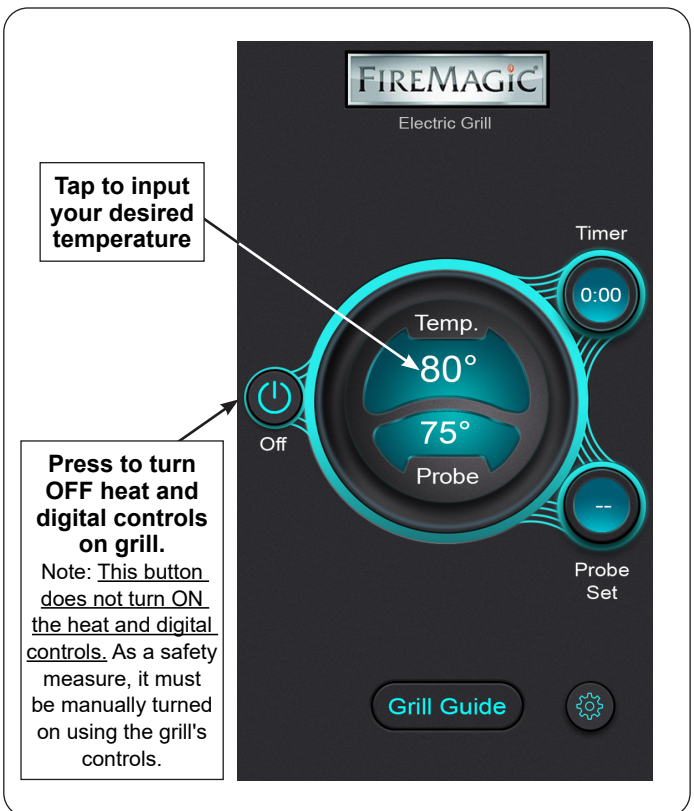 FIREMAGIC®
Electric Grill
Tap to input
your desired
temperature
Timer
0:00
Temp.
80°
Off
75°
Probe
Press to turn
OFF heat and
digital controls
on grill.
Note: This button
does not turn ON
the heat and digital
controls. As a safety
measure, it must
be manually turned
on using the grill's
controls.
--
Probe
Set
Grill Guide